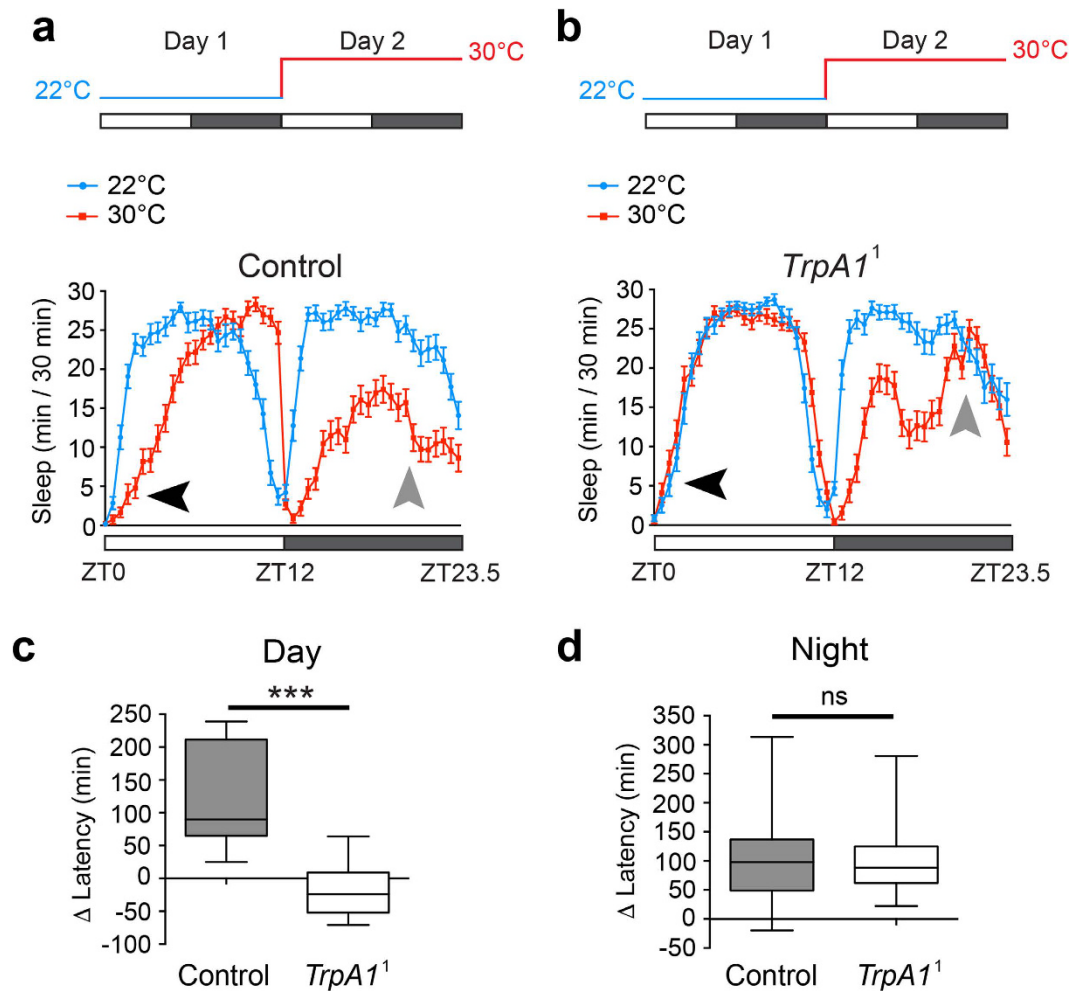 a
Day 1
Day 2
22°C
30°C
22°C
30°C
Control
Sleep (min / 30 min)
30
25
20
15
10
5
0
ZT0
ZT12
ZT23.5
b
Day 1
Day 2
22°C
30°C
22°C
30°C
TrpA1¹
Sleep (min / 30 min)
30
25
20
15
10
5
0
ZT0
ZT12
ZT23.5
c
Day
***
Δ Latency (min)
250
200
150
100
50
0
-50
-100
Control
TrpA1¹
d
Night
ns
Δ Latency (min)
350
300
250
200
150
100
50
0
-50
Control
TrpA1¹